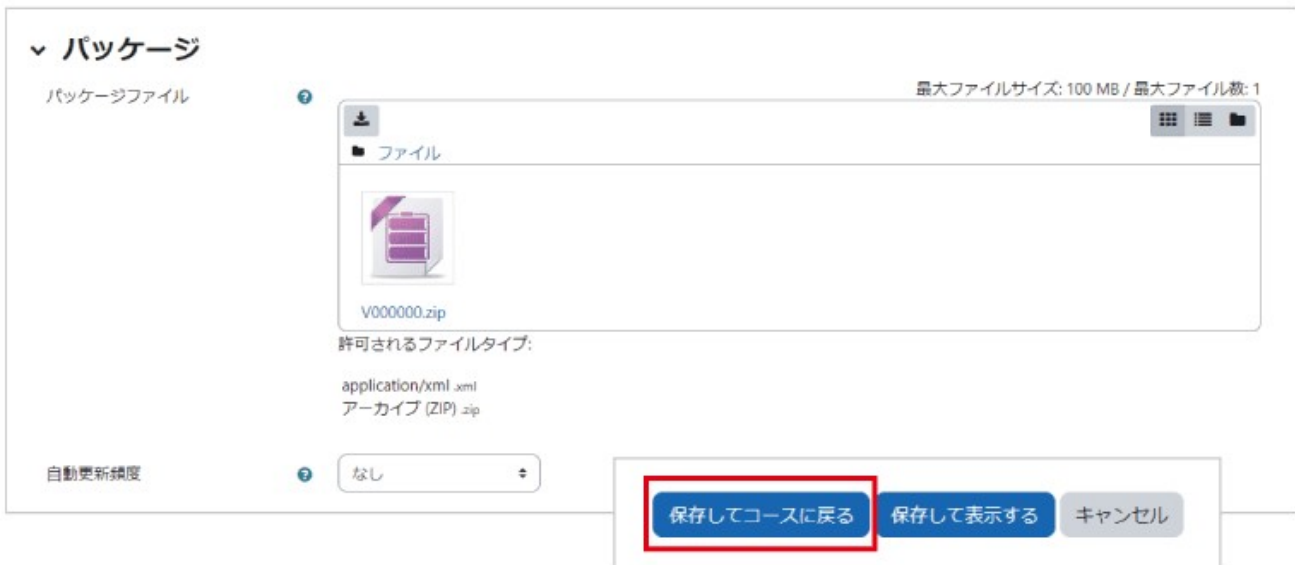 パッケージ
パッケージファイル
最大ファイルサイズ: 100 MB / 最大ファイル数: 1
ファイル
V000000.zip
許可されるファイルタイプ:
application/xml .xml
アーカイブ (ZIP) .zip
自動更新頻度
なし
保存してコースに戻る 保存して表示する キャンセル